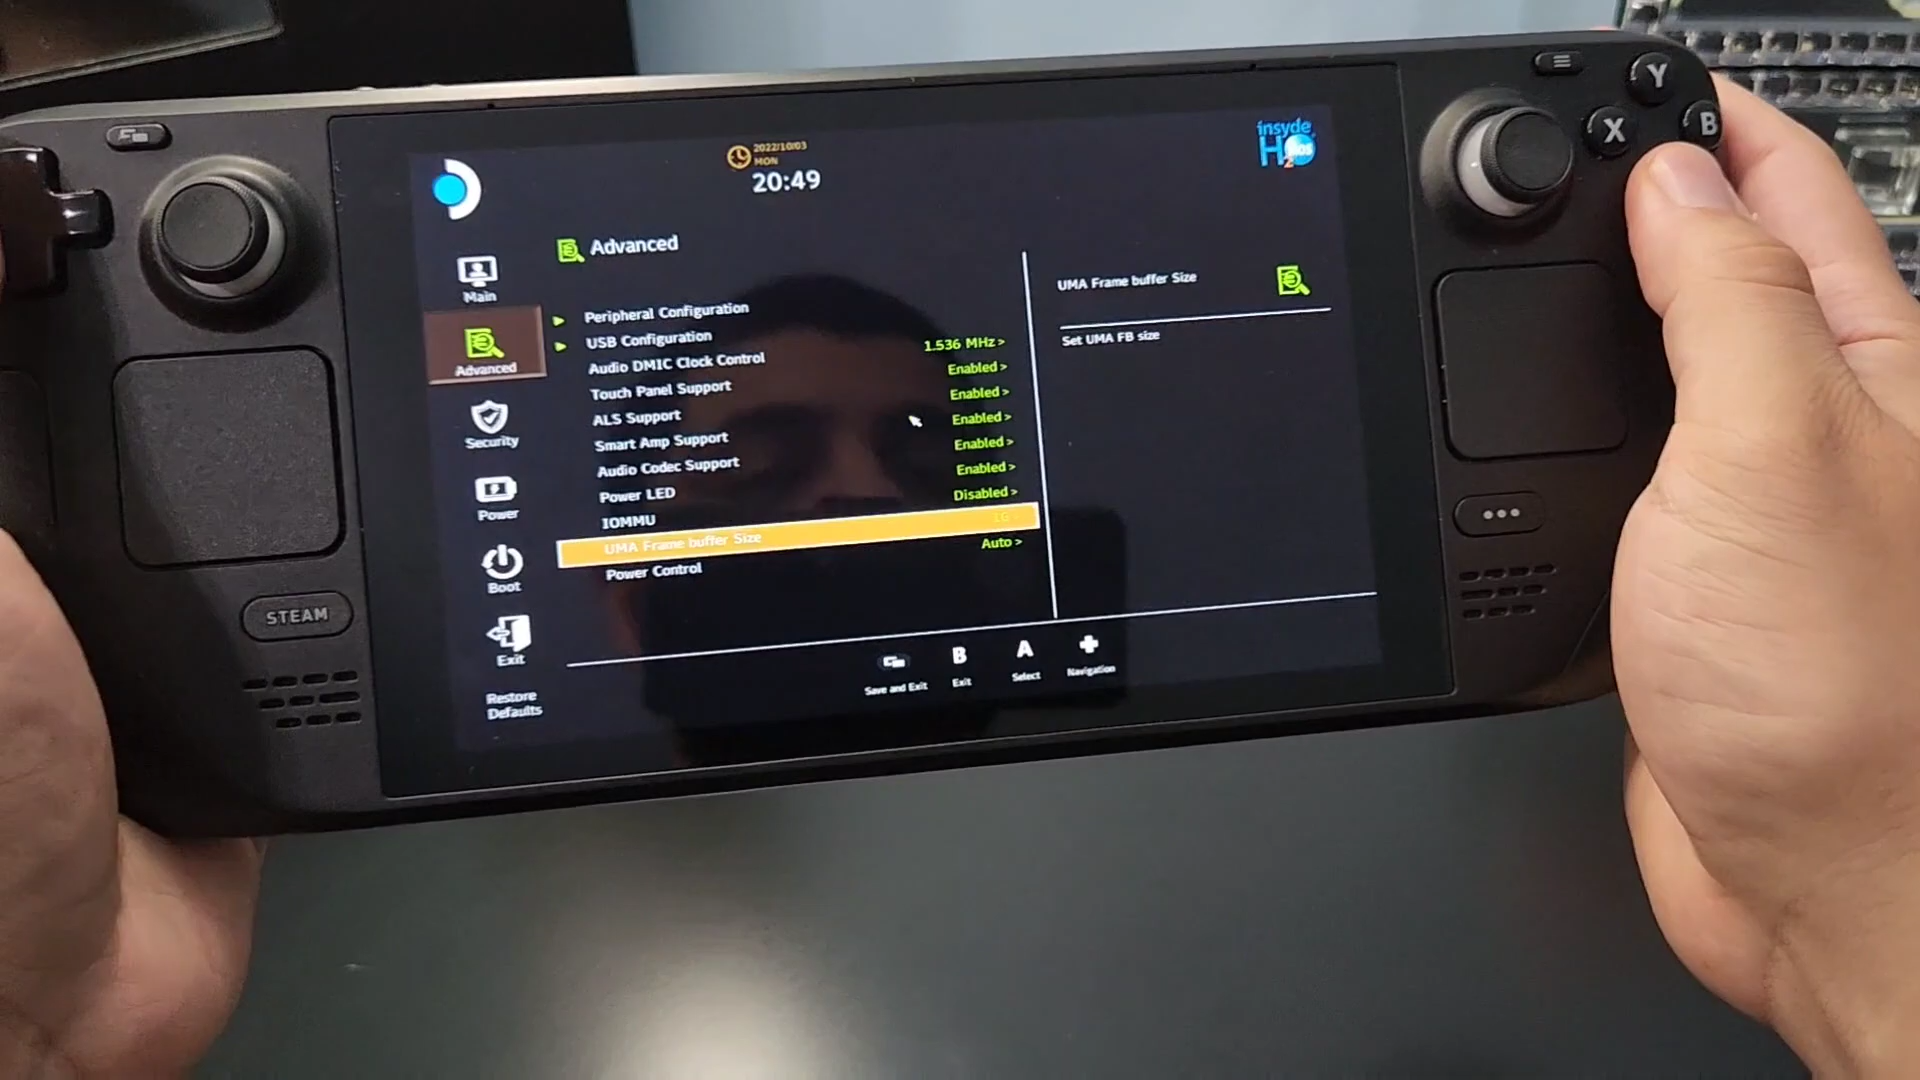 2022/10/03
MON
20:49
insyde
H2O BIOS
Main
Advanced
Security
Power
Boot
Exit
Restore
Defaults
Advanced
Peripheral Configuration
USB Configuration
Audio DMIC Clock Control 1.536 MHz >
Touch Panel Support Enabled >
ALS Support Enabled >
Smart Amp Support Enabled >
Audio Codec Support Enabled >
Power LED Enabled >
IOMMU Disabled >
UMA Frame buffer Size 1G >
Power Control Auto >
UMA Frame buffer Size
Set UMA FB size
Save and Exit
B
Exit
A
Select
Navigation
STEAM
Y
X
B